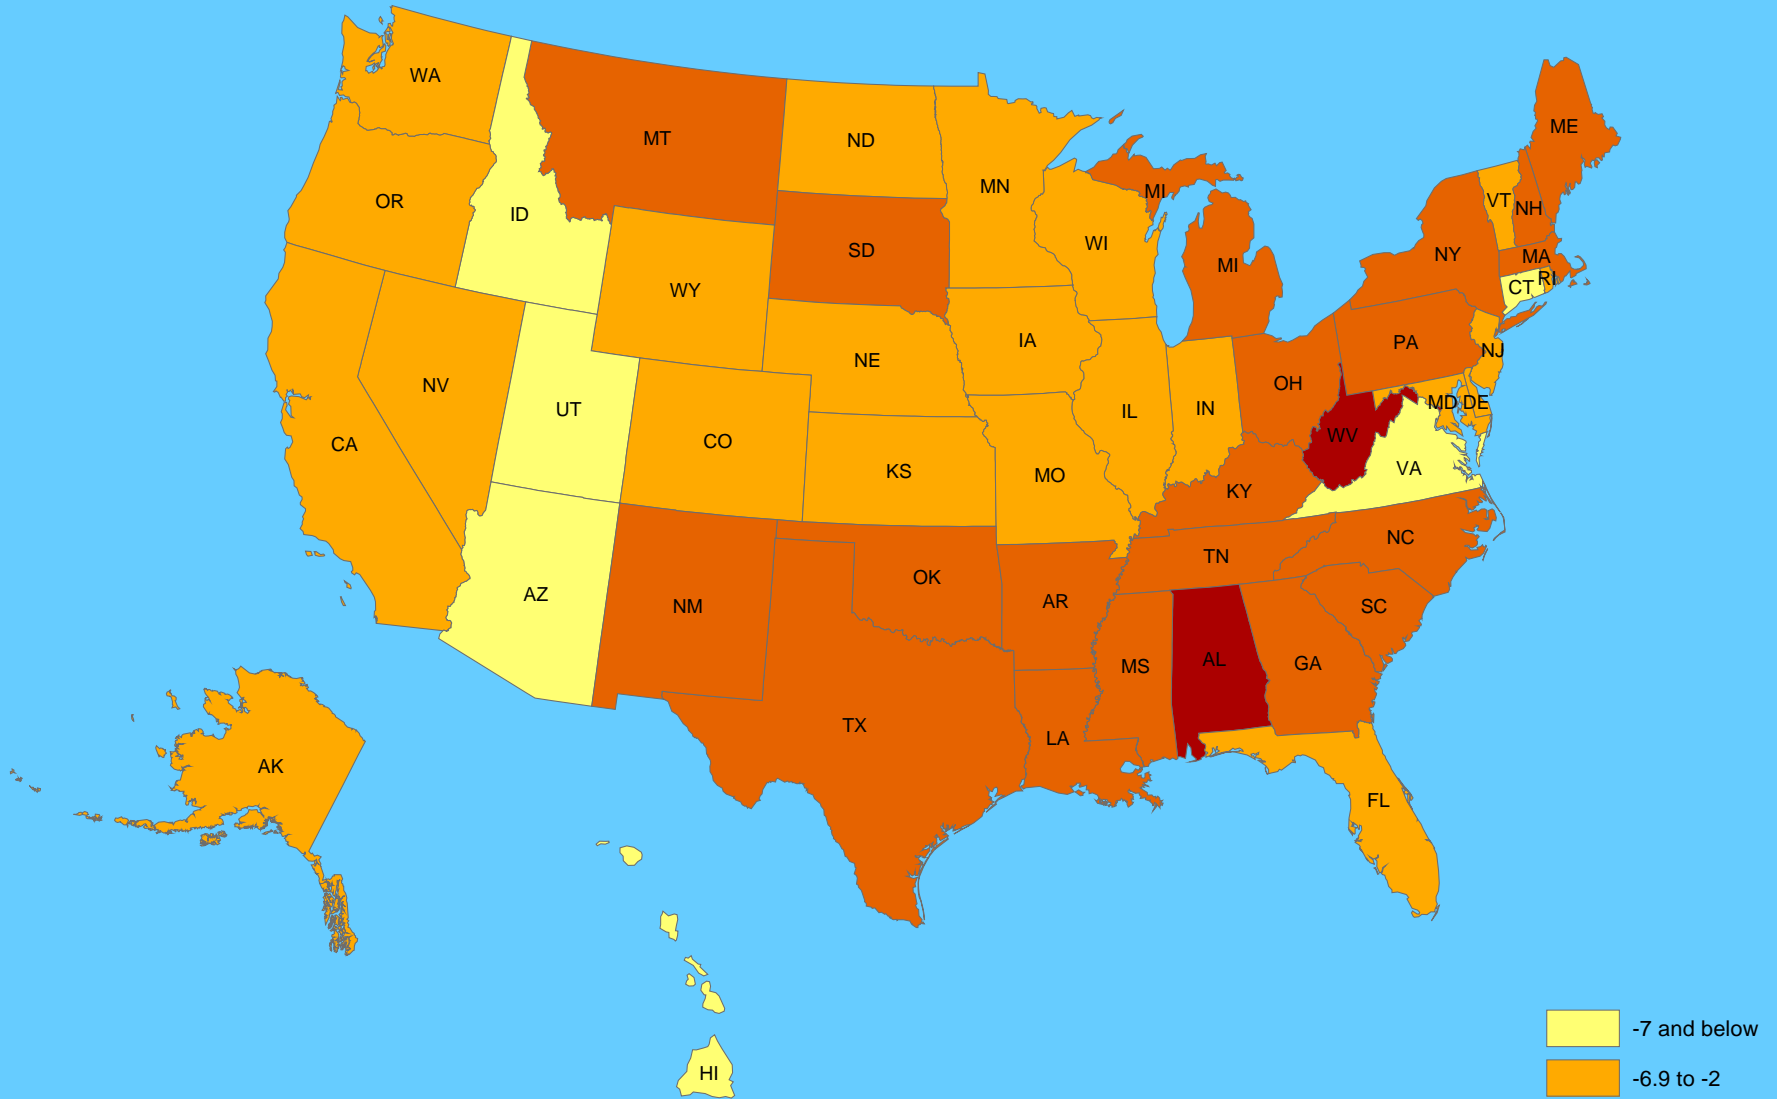 WA
MT
ND
MN
ME
OR
ID
MI
VT
NH
WI
SD
NY
MA
MI
RI
CT
WY
IA
PA
NJ
NE
OH
NV
UT
IL
IN
MD
DE
CA
CO
WV
KS
MO
VA
KY
NC
TN
OK
AZ
NM
AR
SC
MS
AL
GA
TX
LA
AK
FL
HI
-7 and below
-6.9 to -2